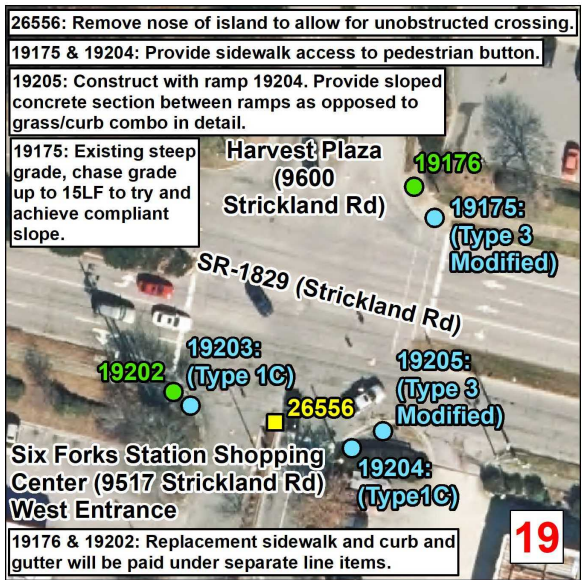 26556: Remove nose of island to allow for unobstructed crossing.
19175 & 19204: Provide sidewalk access to pedestrian button.
19205: Construct with ramp 19204. Provide sloped
concrete section between ramps as opposed to
grass/curb combo in detail.
19175: Existing steep
grade, chase grade
up to 15LF to try and
achieve compliant
slope.
Harvest Plaza
(9600
Strickland Rd)
19176
19175:
(Type 3
Modified)
SR-1829 (Strickland Rd)
19203:
(Type 1C)
19202
19205:
(Type 3
Modified)
26556
19204:
(Type1C)
Six Forks Station Shopping
Center (9517 Strickland Rd)
West Entrance
19176 & 19202: Replacement sidewalk and curb and
gutter will be paid under separate line items.
19